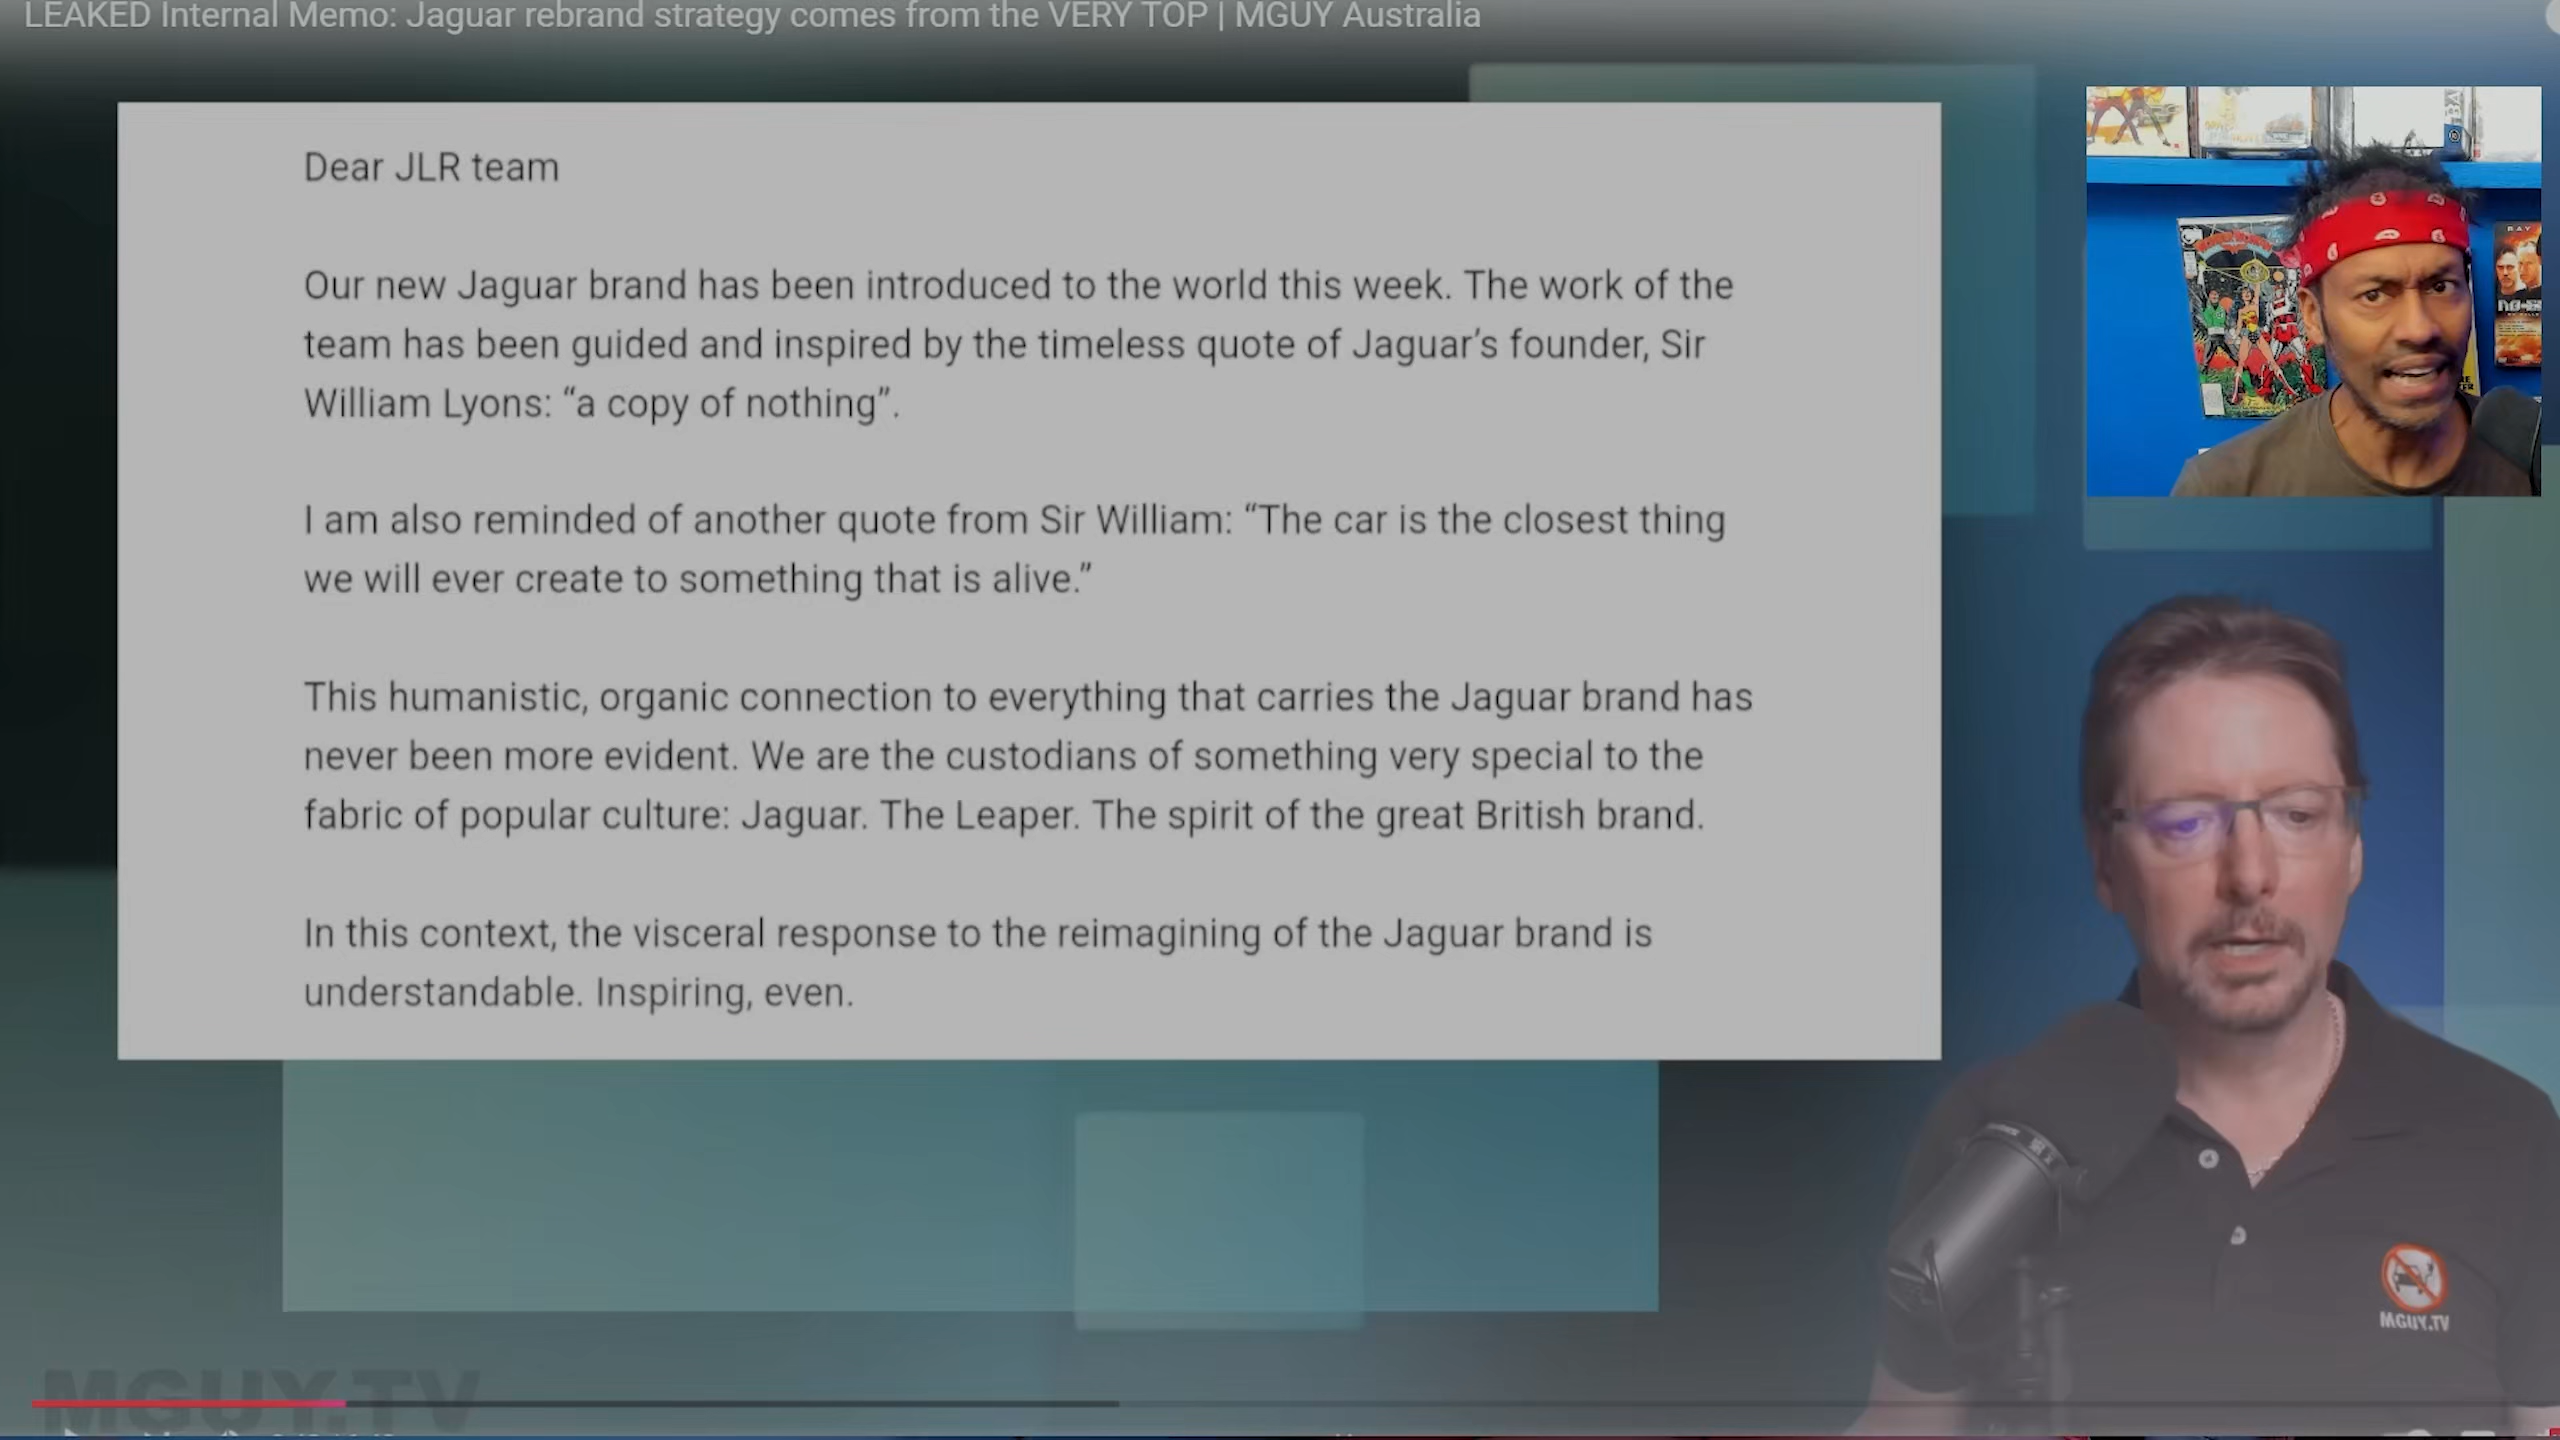 LEAKED Internal Memo: Jaguar rebrand strategy comes from the VERY TOP | MGUY Australia
Dear JLR team
Our new Jaguar brand has been introduced to the world this week. The work of the
team has been guided and inspired by the timeless quote of Jaguar's founder, Sir
William Lyons: “a copy of nothing”.
I am also reminded of another quote from Sir William: “The car is the closest thing
we will ever create to something that is alive.”
This humanistic, organic connection to everything that carries the Jaguar brand has
never been more evident. We are the custodians of something very special to the
fabric of popular culture: Jaguar. The Leaper. The spirit of the great British brand.
In this context, the visceral response to the reimagining of the Jaguar brand is
understandable. Inspiring, even.
RAY
MGUY.TV
MGUY.TV